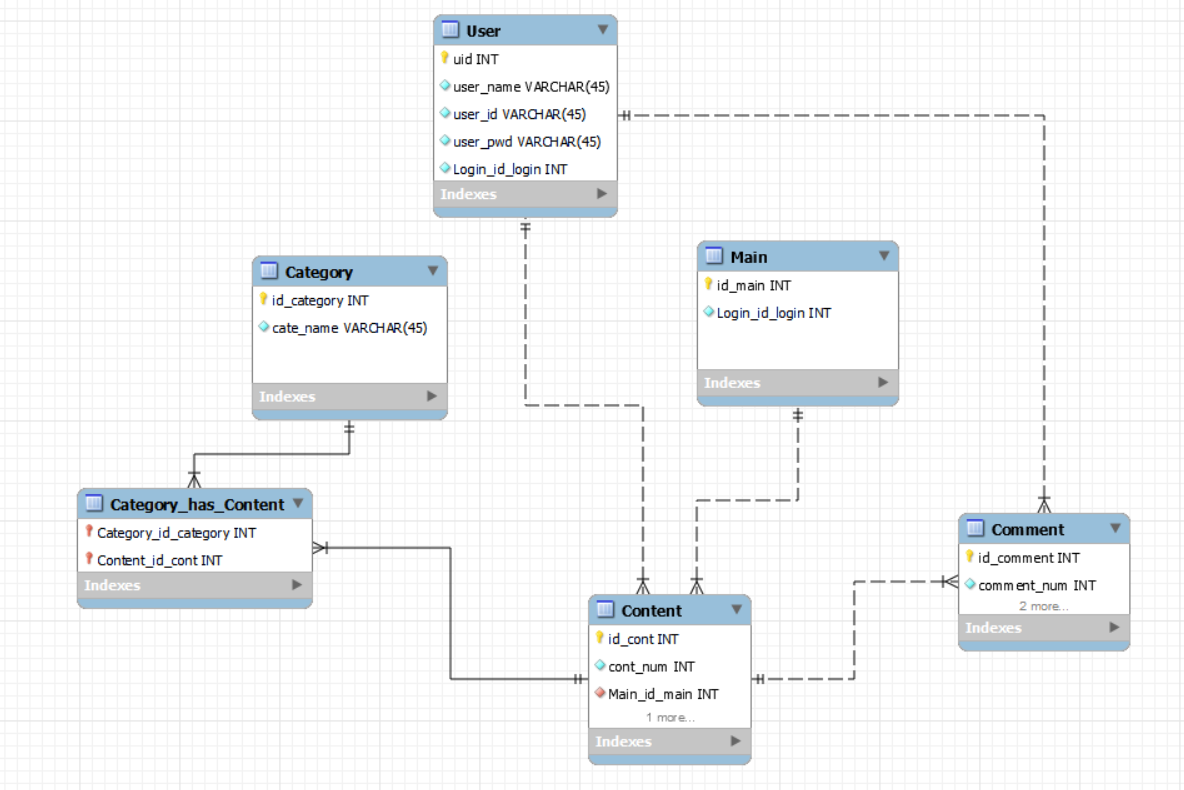 User
uid INT
user_name VARCHAR(45)
user_id VARCHAR(45)
user_pwd VARCHAR(45)
Login_id_login INT
Indexes
Main
id_main INT
Login_id_login INT
Indexes
Category
id_category INT
cate_name VARCHAR(45)
Indexes
Category_has_Content
Category_id_category INT
Content_id_cont INT
Indexes
Comment
id_comment INT
comment_num INT
2 more...
Indexes
Content
id_cont INT
cont_num INT
Main_id_main INT
1 more...
Indexes